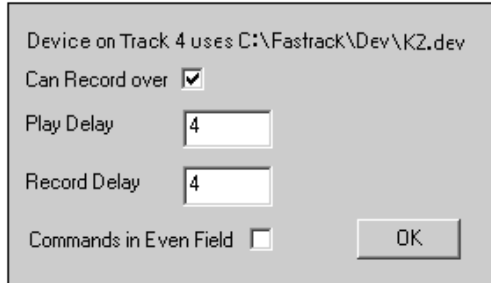 Device on Track 4 uses C:\Fastrack\Dev\K2.dev
Can Record over
Play Delay 4
Record Delay 4
Commands in Even Field OK